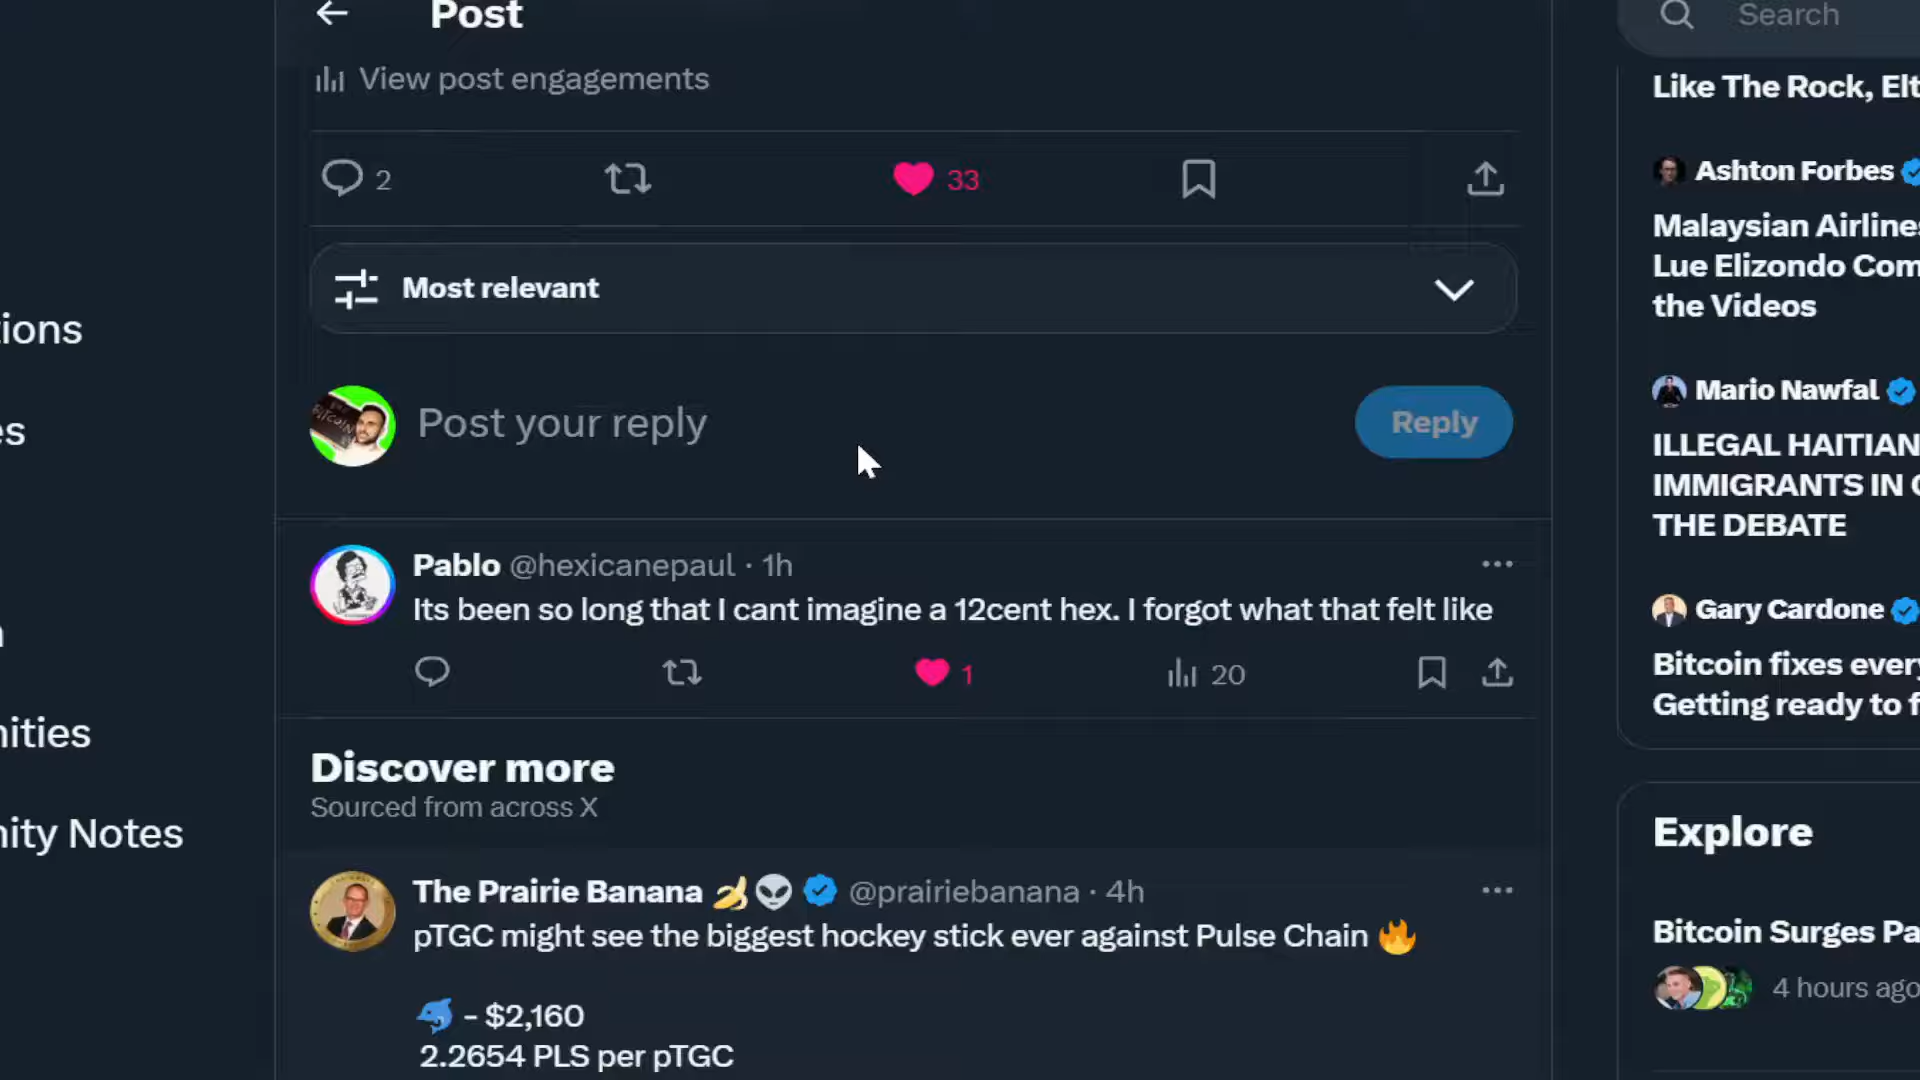 Post
Search
View post engagements
Like The Rock, Elt
2
33
Ashton Forbes
Malaysian Airlines
Lue Elizondo Com
the Videos
Most relevant
tions
es
Post your reply
Reply
Mario Nawfal
ILLEGAL HAITIAN
IMMIGRANTS IN
THE DEBATE
Pablo @hexicanepaul · 1h
Its been so long that I cant imagine a 12cent hex. I forgot what that felt like
1
20
Gary Cardone
Bitcoin fixes every
Getting ready to f
nities
nity Notes
Discover more
Sourced from across X
Explore
The Prairie Banana 🍌👽 @prairiebanana · 4h
pTGC might see the biggest hockey stick ever against Pulse Chain 🔥
🐬 - $2,160
2.2654 PLS per pTGC
Bitcoin Surges Pa
4 hours ago